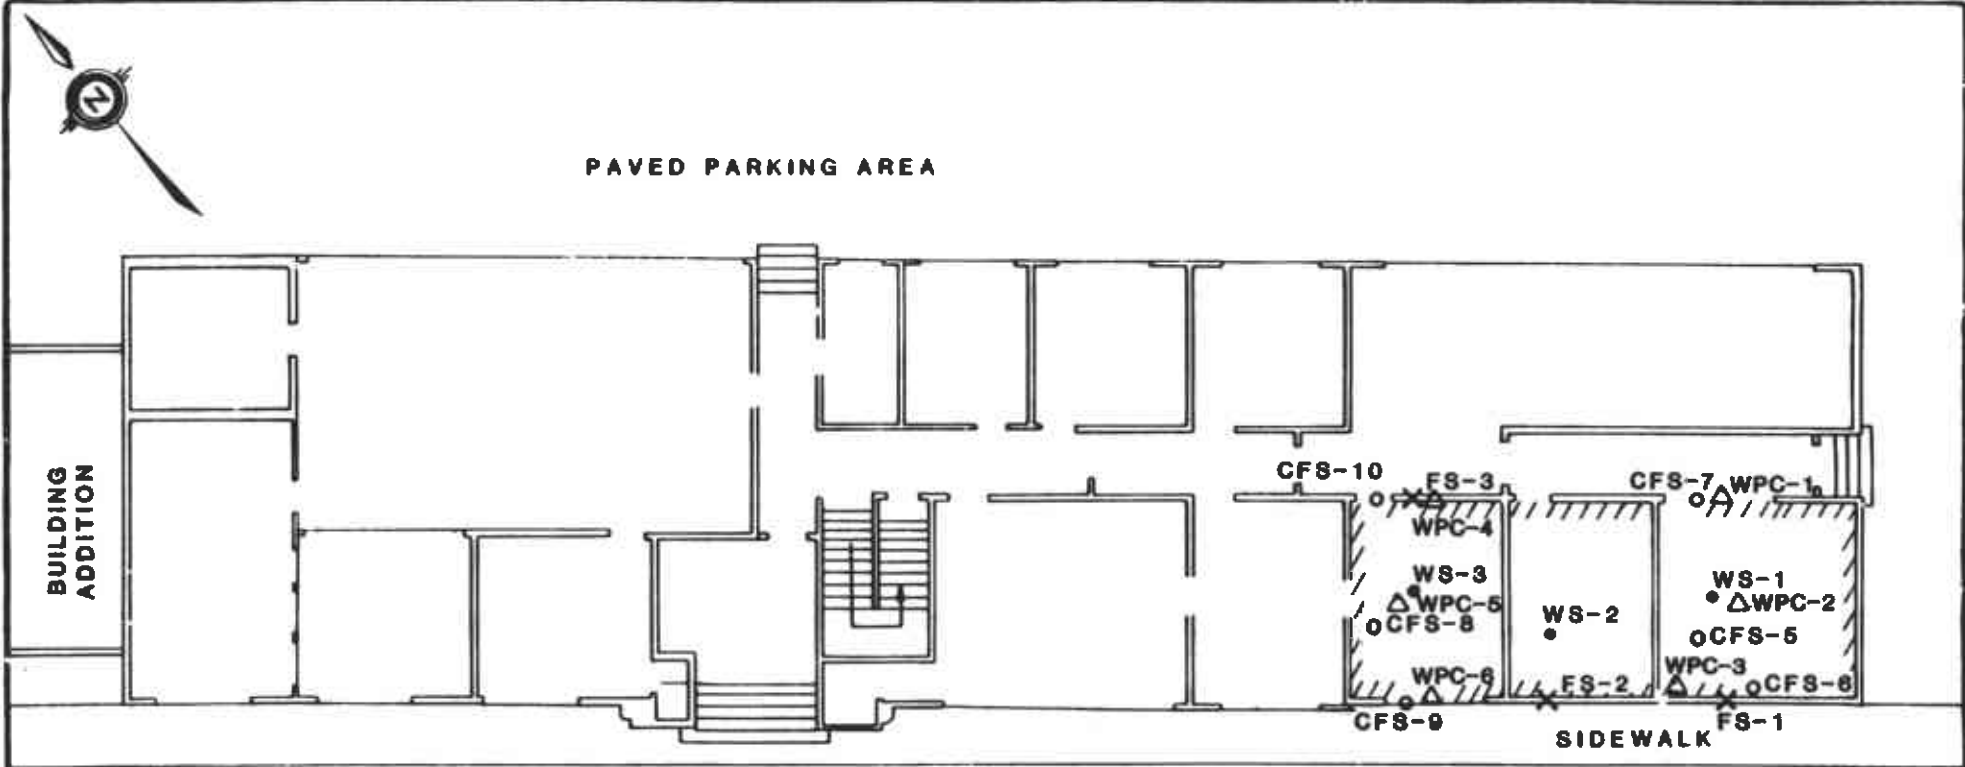 N
PAVED PARKING AREA
BUILDING
ADDITION
CFS-10
FS-3
WPC-4
CFS-7
WPC-1
WS-3
WPC-5
CFS-8
WS-2
WS-1
WPC-2
CFS-5
WPC-6
FS-2
WPC-3
CFS-6
CFS-9
FS-1
SIDEWALK